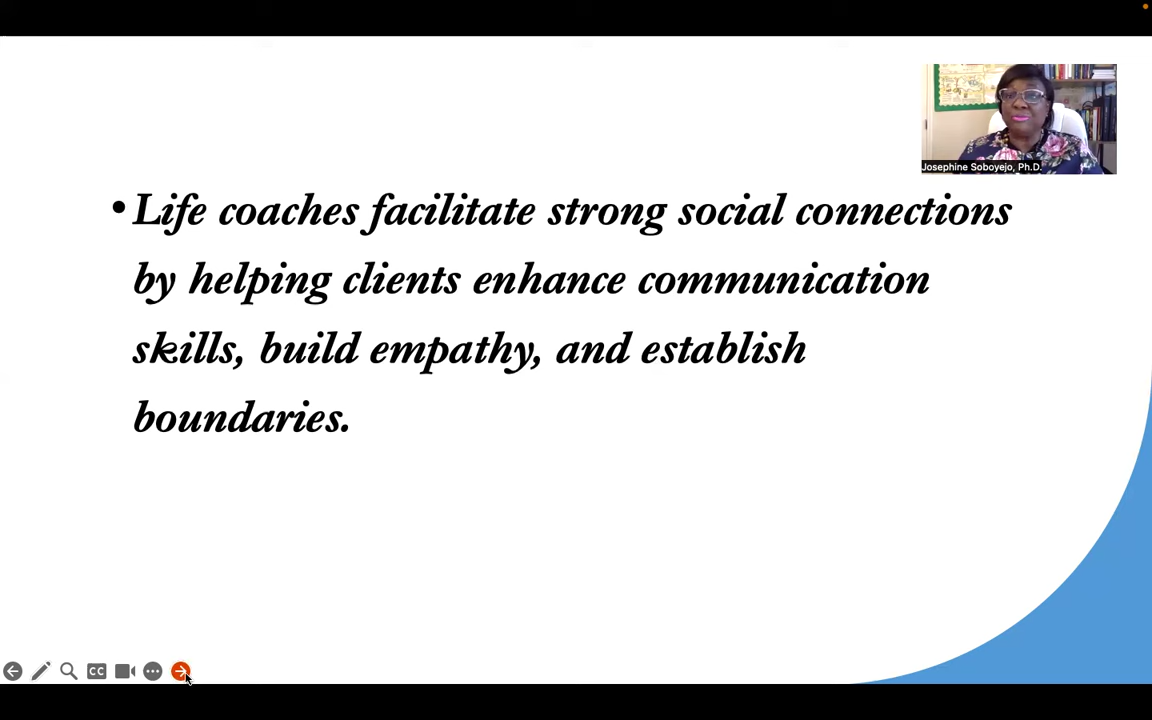 Josephine Soboyejo, Ph.D.
• Life coaches facilitate strong social connections
by helping clients enhance communication
skills, build empathy, and establish
boundaries.
CC